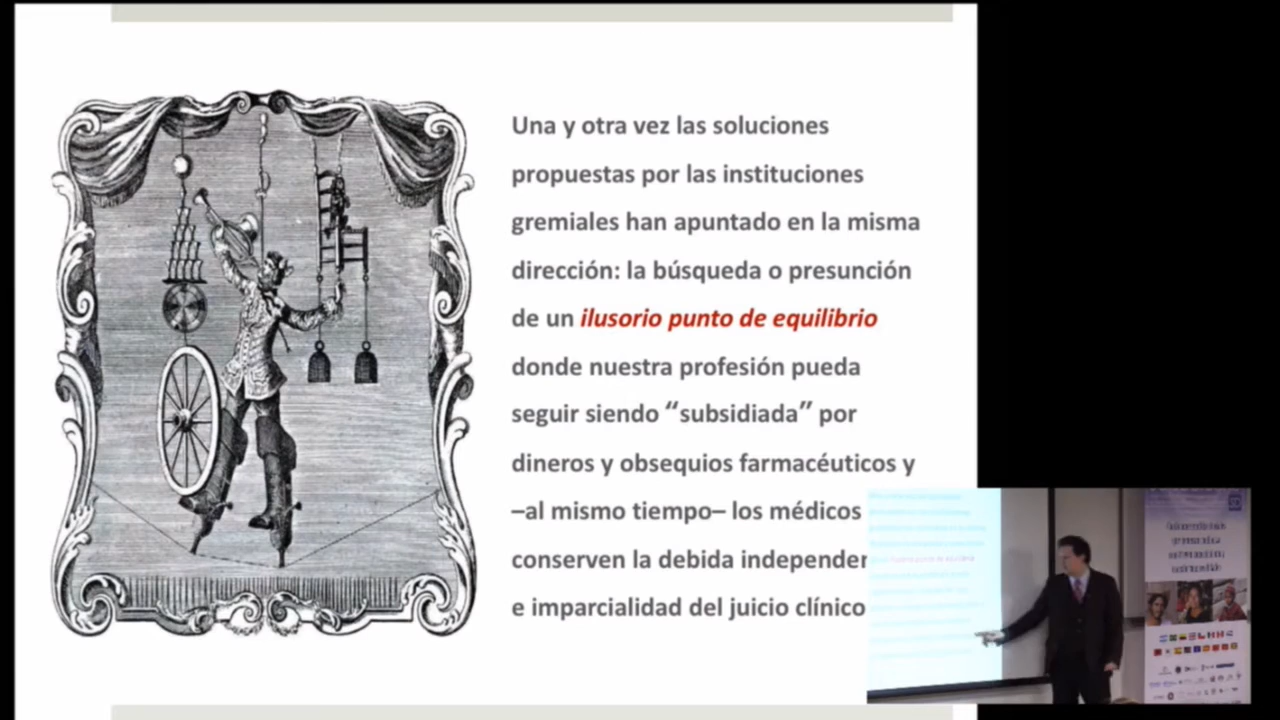 Una y otra vez las soluciones
propuestas por las instituciones
gremiales han apuntado en la misma
dirección: la búsqueda o presunción
de un ilusorio punto de equilibrio
donde nuestra profesión pueda
seguir siendo “subsidiada” por
dineros y obsequios farmacéuticos y
–al mismo tiempo– los médicos
conserven la debida
e imparcialidad del juicio clínico